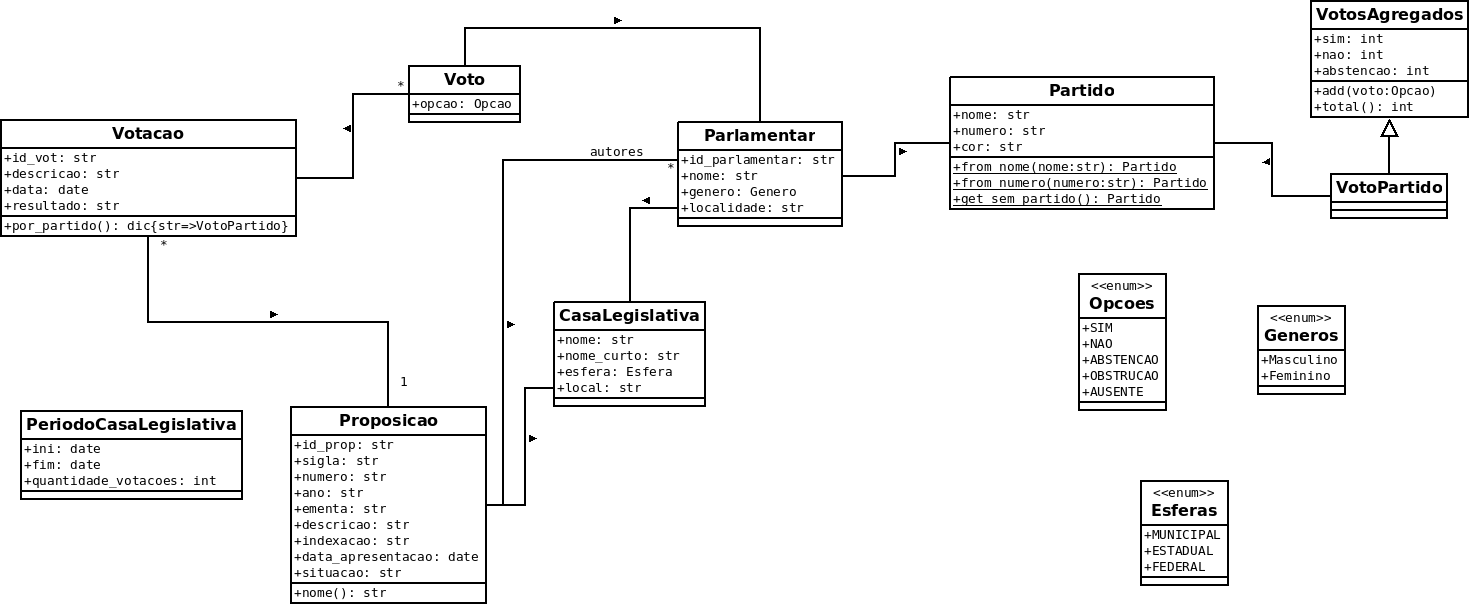 VotosAgregados
+sim: int
+nao: int
+abstencao: int
+add(voto:Opcao)
+total(): int
Voto
+opcao: Opcao
*
Partido
+nome: str
+numero: str
+cor: str
+from_nome(nome:str): Partido
+from_numero(numero:str): Partido
+get_sem_partido(): Partido
Votacao
+id_vot: str
+descricao: str
+data: date
+resultado: str
+por_partido(): dic{str=>VotoPartido}
*
Parlamentar
+id_parlamentar: str
+nome: str
+genero: Genero
+localidade: str
autores
*
VotoPartido
CasaLegislativa
+nome: str
+nome_curto: str
+esfera: Esfera
+local: str
<<enum>>
Opcoes
+SIM
+NAO
+ABSTENCAO
+OBSTRUCAO
+AUSENTE
<<enum>>
Generos
+Masculino
+Feminino
1
PeriodoCasaLegislativa
+ini: date
+fim: date
+quantidade_votacoes: int
Proposicao
+id_prop: str
+sigla: str
+numero: str
+ano: str
+ementa: str
+descricao: str
+indexacao: str
+data_apresentacao: date
+situacao: str
+nome(): str
<<enum>>
Esferas
+MUNICIPAL
+ESTADUAL
+FEDERAL